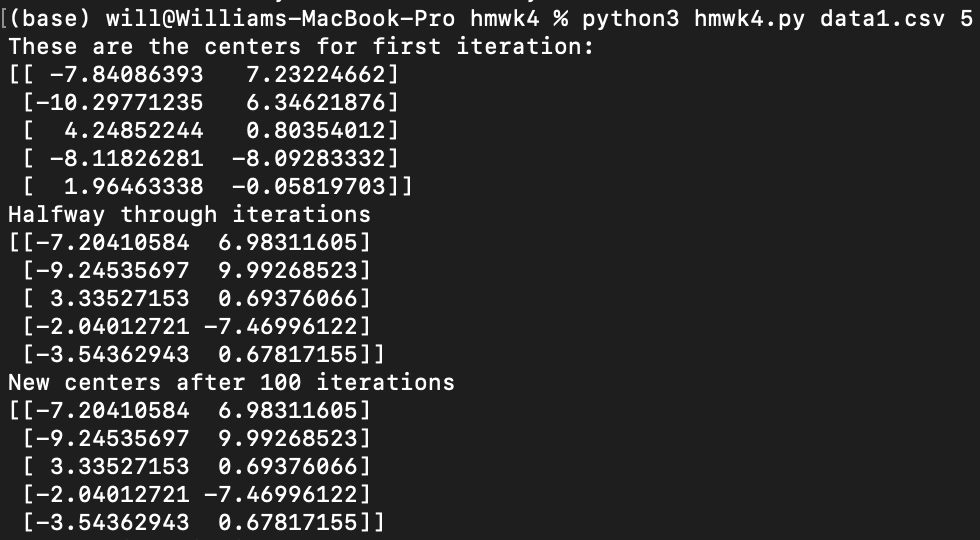 [(base) will@Williams-MacBook-Pro hmwk4 % python3 hmwk4.py data1.csv 5
These are the centers for first iteration:
[[ -7.84086393   7.23224662]
 [-10.29771235   6.34621876]
 [  4.24852244   0.80354012]
 [ -8.11826281  -8.09283332]
 [  1.96463338  -0.05819703]]
Halfway through iterations
[[-7.20410584  6.98311605]
 [-9.24535697  9.99268523]
 [ 3.33527153  0.69376066]
 [-2.04012721 -7.46996122]
 [-3.54362943  0.67817155]]
New centers after 100 iterations
[[-7.20410584  6.98311605]
 [-9.24535697  9.99268523]
 [ 3.33527153  0.69376066]
 [-2.04012721 -7.46996122]
 [-3.54362943  0.67817155]]